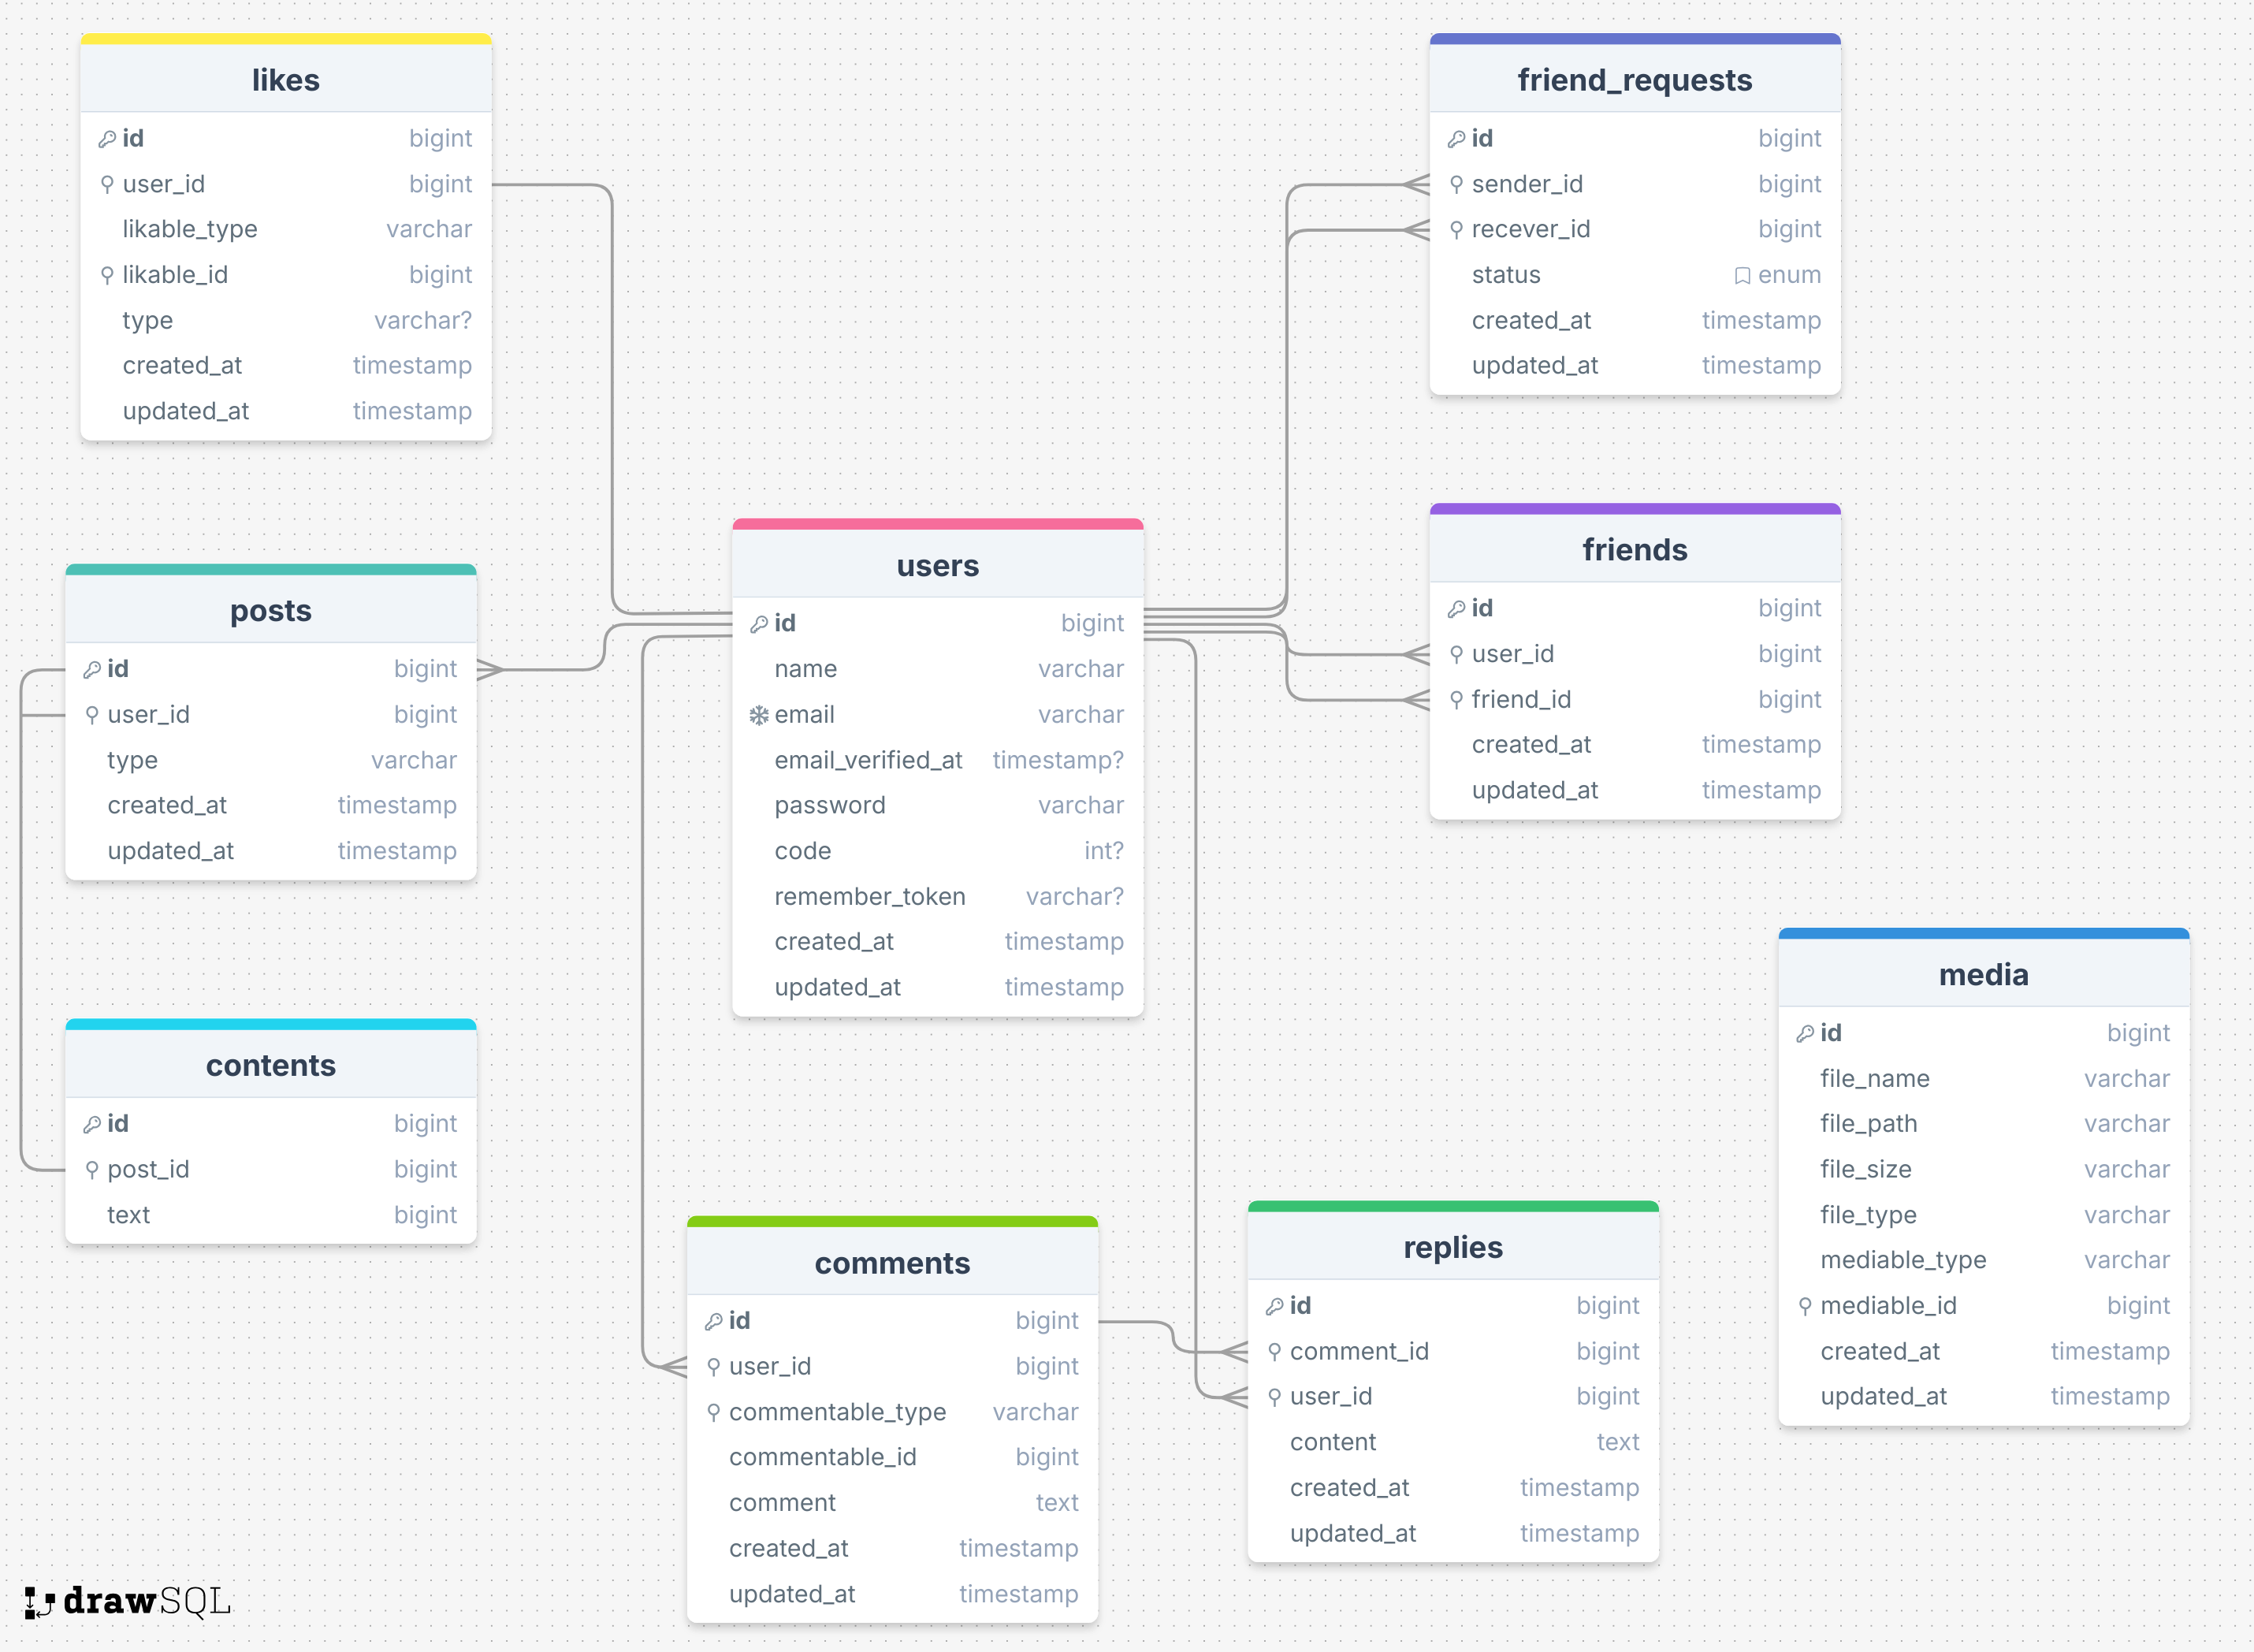 likes
id bigint
user_id bigint
likable_type varchar
likable_id bigint
type varchar?
created_at timestamp
updated_at timestamp
friend_requests
id bigint
sender_id bigint
recever_id bigint
status enum
created_at timestamp
updated_at timestamp
posts
id bigint
user_id bigint
type varchar
created_at timestamp
updated_at timestamp
users
id bigint
name varchar
email varchar
email_verified_at timestamp?
password varchar
code int?
remember_token varchar?
created_at timestamp
updated_at timestamp
friends
id bigint
user_id bigint
friend_id bigint
created_at timestamp
updated_at timestamp
contents
id bigint
post_id bigint
text bigint
comments
id bigint
user_id bigint
commentable_type varchar
commentable_id bigint
comment text
created_at timestamp
updated_at timestamp
replies
id bigint
comment_id bigint
user_id bigint
content text
created_at timestamp
updated_at timestamp
media
id bigint
file_name varchar
file_path varchar
file_size varchar
file_type varchar
mediable_type varchar
mediable_id bigint
created_at timestamp
updated_at timestamp
drawSQL